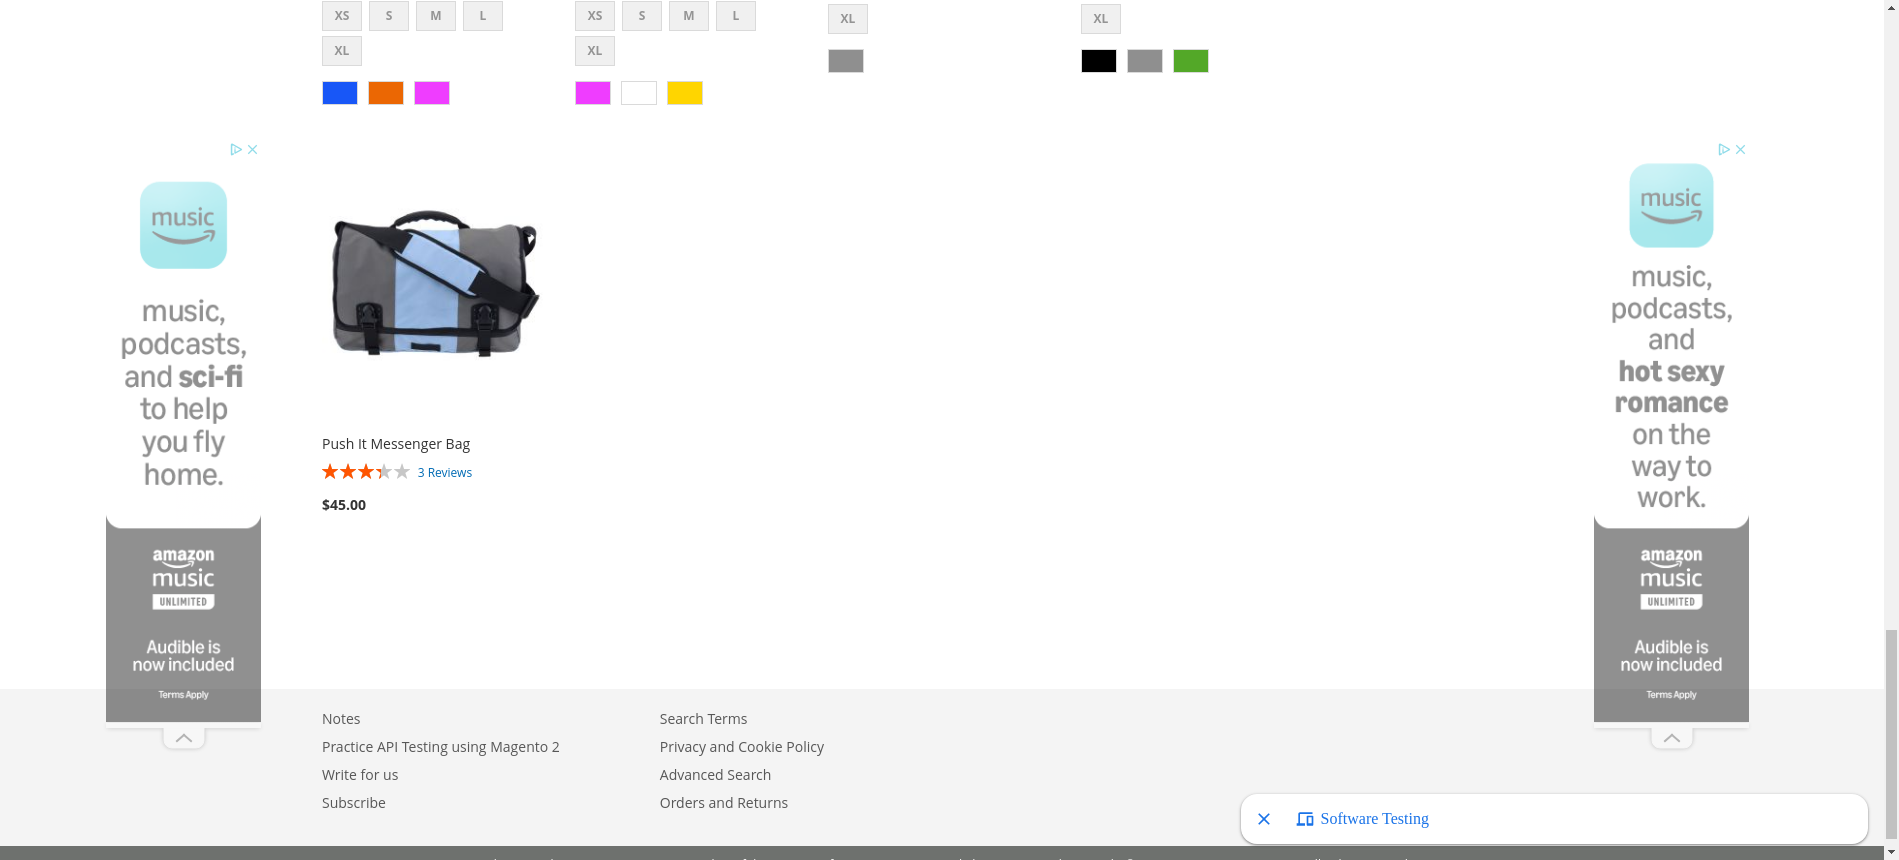 XS S M L
XL
XS S M L
XL
XL
XL
music
music,
podcasts,
and sci-fi
to help
you fly
home.
amazon
music
UNLIMITED
Audible is
now included
Terms Apply
Push It Messenger Bag
3 Reviews
$45.00
music
music,
podcasts,
and
hot sexy
romance
on the
way to
work.
amazon
music
UNLIMITED
Audible is
now included
Terms Apply
Notes
Practice API Testing using Magento 2
Write for us
Subscribe
Search Terms
Privacy and Cookie Policy
Advanced Search
Orders and Returns
Software Testing